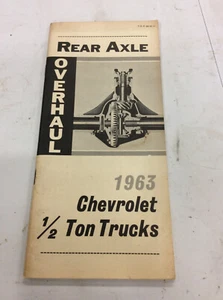 REAR AXLE
OVERHAUL
1963
Chevrolet
1/2 Ton Trucks